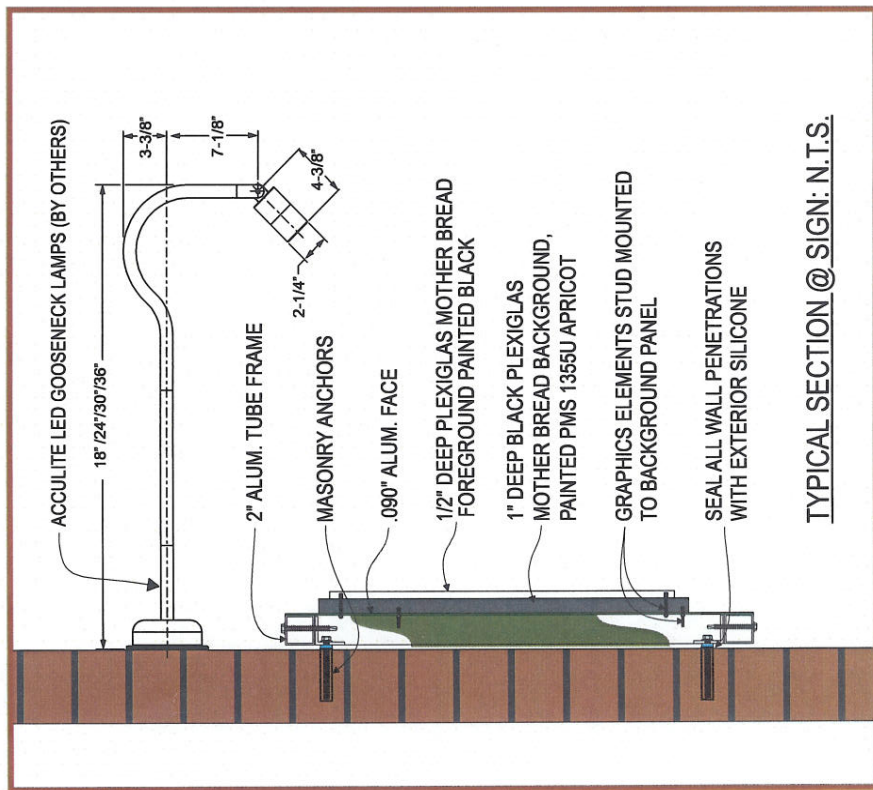 ACCULITE LED GOOSENECK LAMPS (BY OTHERS)
18"/24"/30"/36"
3-3/8"
7-1/8"
4-3/8"
2-1/4"
2" ALUM. TUBE FRAME
MASONRY ANCHORS
.090" ALUM. FACE
1/2" DEEP PLEXIGLAS MOTHER BREAD
FOREGROUND PAINTED BLACK
1" DEEP BLACK PLEXIGLAS
MOTHER BREAD BACKGROUND,
PAINTED PMS 1355U APRICOT
GRAPHICS ELEMENTS STUD MOUNTED
TO BACKGROUND PANEL
SEAL ALL WALL PENETRATIONS
WITH EXTERIOR SILICONE
TYPICAL SECTION @ SIGN: N.T.S.